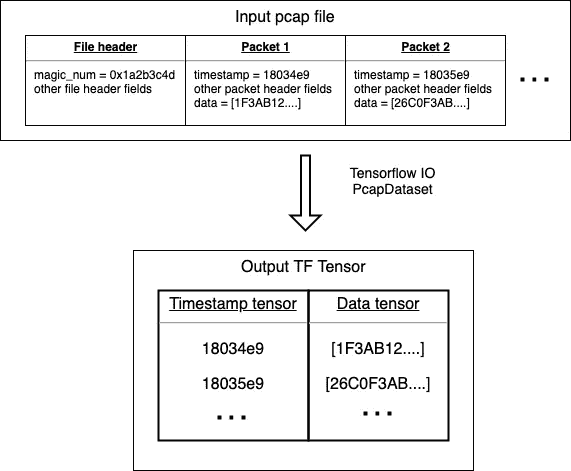 Input pcap file
File header
magic_num = 0x1a2b3c4d
other file header fields
Packet 1
timestamp = 18034e9
other packet header fields
data = [1F3AB12....]
Packet 2
timestamp = 18035e9
other packet header fields
data = [26C0F3AB....]
...
Tensorflow IO
PcapDataset
Output TF Tensor
Timestamp tensor Data tensor
18034e9 [1F3AB12....]
18035e9 [26C0F3AB....]
... ...